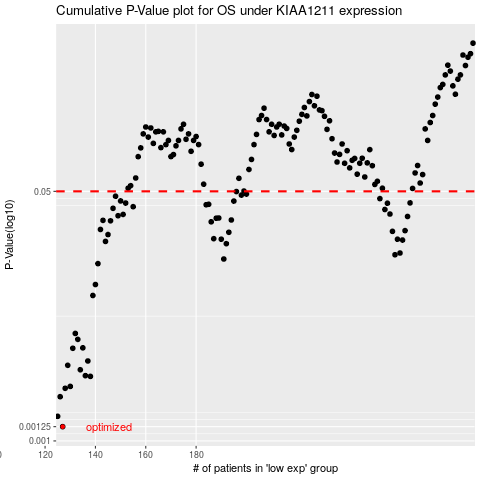 Cumulative P-Value plot for OS under KIAA1211 expression
P-Value(log10)
0.05
0.00125
0.001
optimized
0
120
140
160
180
# of patients in 'low exp' group